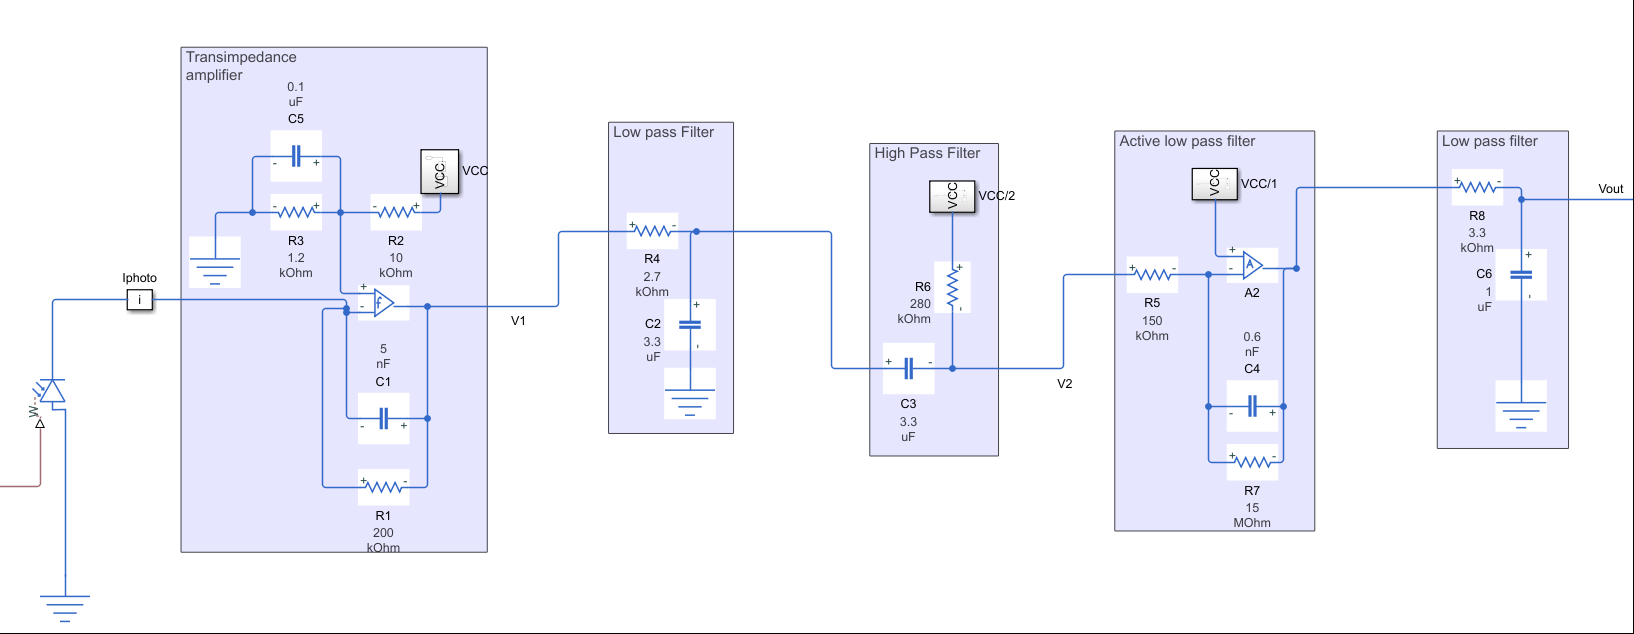 Transimpedance
amplifier
0.1
uF
C5
-
+
VCC
VCC
-
+
-
+
R3
1.2
kOhm
R2
10
kOhm
Iphoto
i
+
-
f
V1
5
nF
C1
-
+
+
-
R1
200
kOhm
W
Low pass Filter
+
-
R4
2.7
kOhm
+
C2
3.3
uF
-
High Pass Filter
VCC
VCC/2
+
R6
280
kOhm
-
+
-
C3
3.3
uF
V2
Active low pass filter
VCC
VCC/1
+
-
+
-
A
A2
R5
150
kOhm
0.6
nF
C4
-
+
+
-
R7
15
MOhm
Low pass filter
+
-
R8
3.3
kOhm
Vout
+
C6
1
uF
-